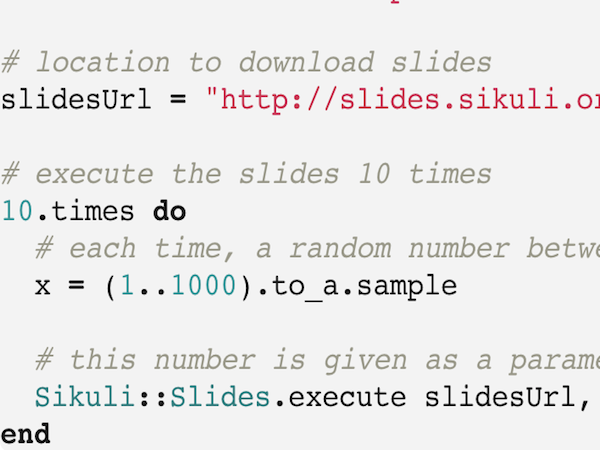 # location to download slides
slidesUrl = "http://slides.sikuli.or
# execute the slides 10 times
10.times do
# each time, a random number betwe
x = (1..1000).to_a.sample
# this number is given as a parame
Sikuli::Slides.execute slidesUrl,
end